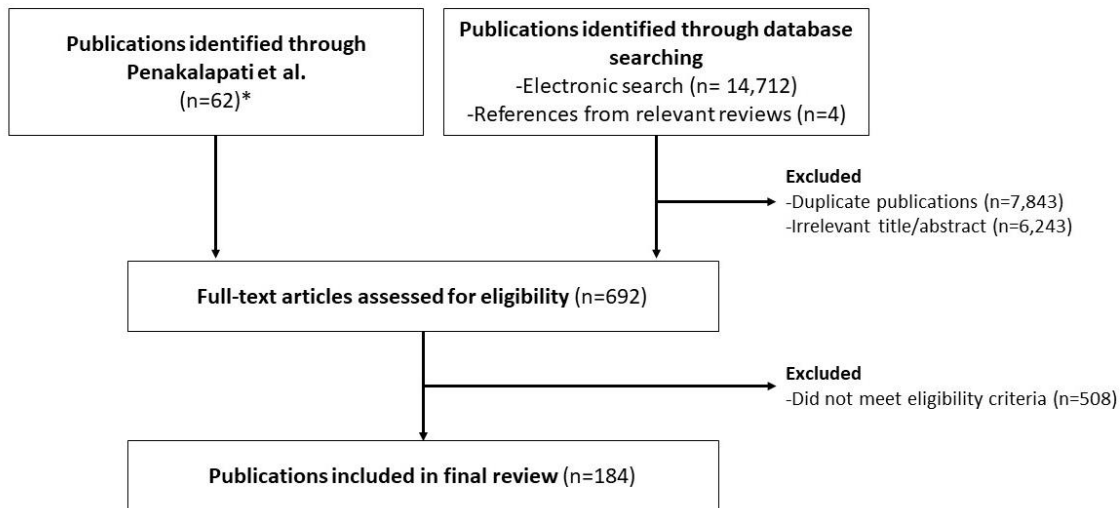 Publications identified through
Penakalapati et al.
(n=62)*
Publications identified through database
searching
-Electronic search (n= 14,712)
-References from relevant reviews (n=4)
Excluded
-Duplicate publications (n=7,843)
-Irrelevant title/abstract (n=6,243)
Full-text articles assessed for eligibility (n=692)
Excluded
-Did not meet eligibility criteria (n=508)
Publications included in final review (n=184)